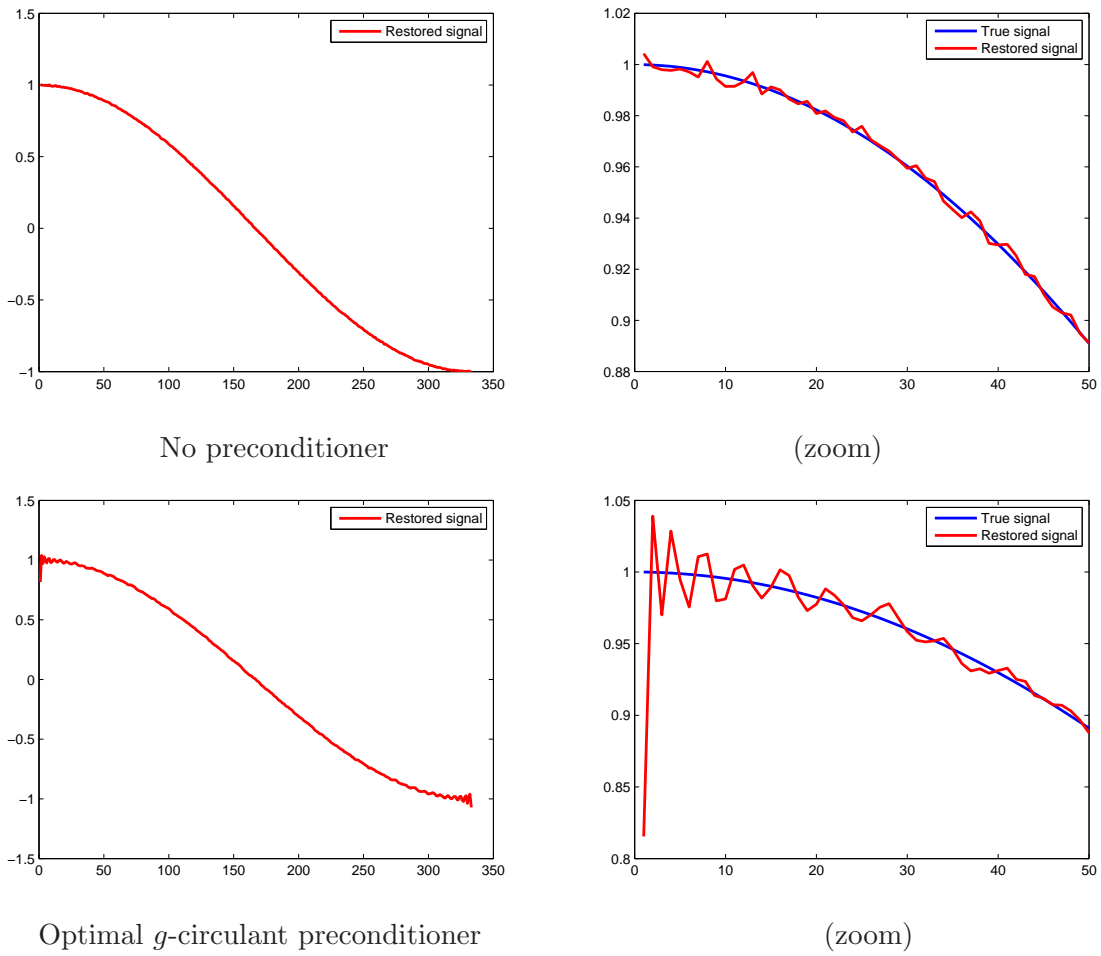 1.5
1
0.5
0
−0.5
−1
0 50 100 150 200 250 300 350
Restored signal
1.02
1
0.98
0.96
0.94
0.92
0.9
0.88
0 10 20 30 40 50
True signal
Restored signal
No preconditioner
(zoom)
1.5
1
0.5
0
−0.5
−1
−1.5
0 50 100 150 200 250 300 350
Restored signal
1.05
1
0.95
0.9
0.85
0.8
0 10 20 30 40 50
True signal
Restored signal
Optimal g-circulant preconditioner
(zoom)